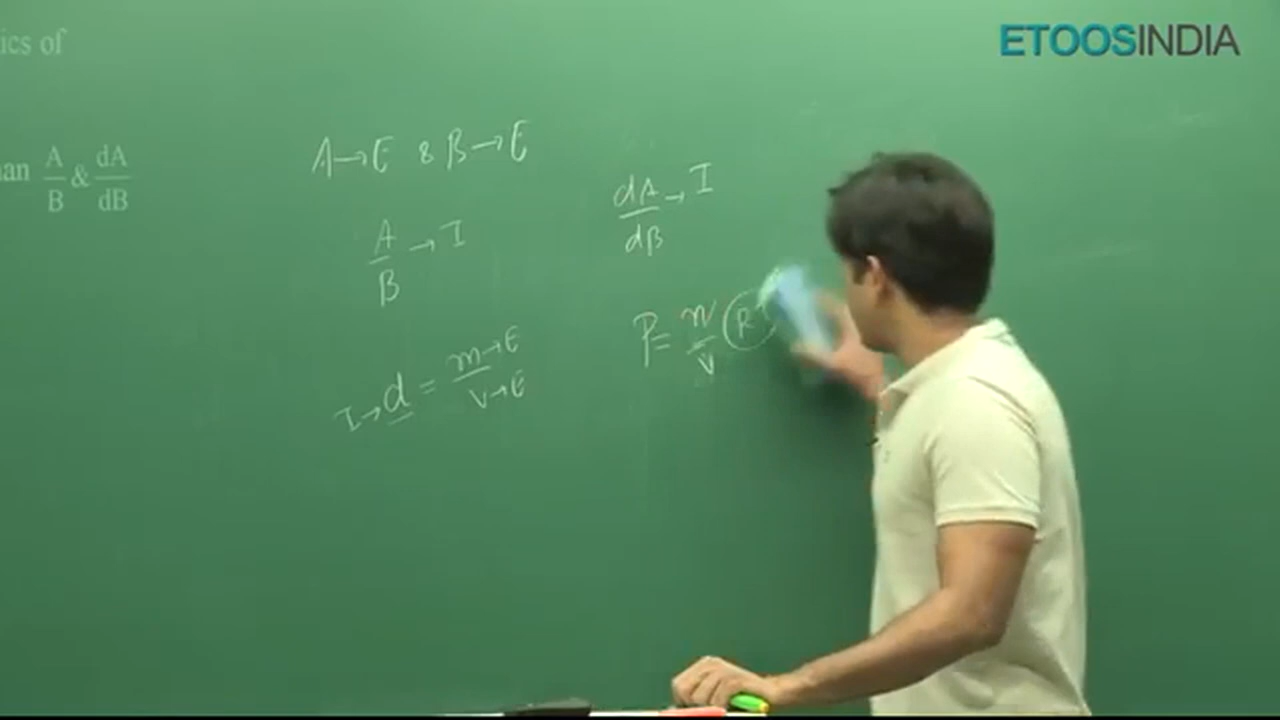 ETOOSINDIA
ics of
an A/B & dA/dB
A→E & B→E
A/B → I
dA/dB → I
I→d = m→E/V→E
P = n/V R